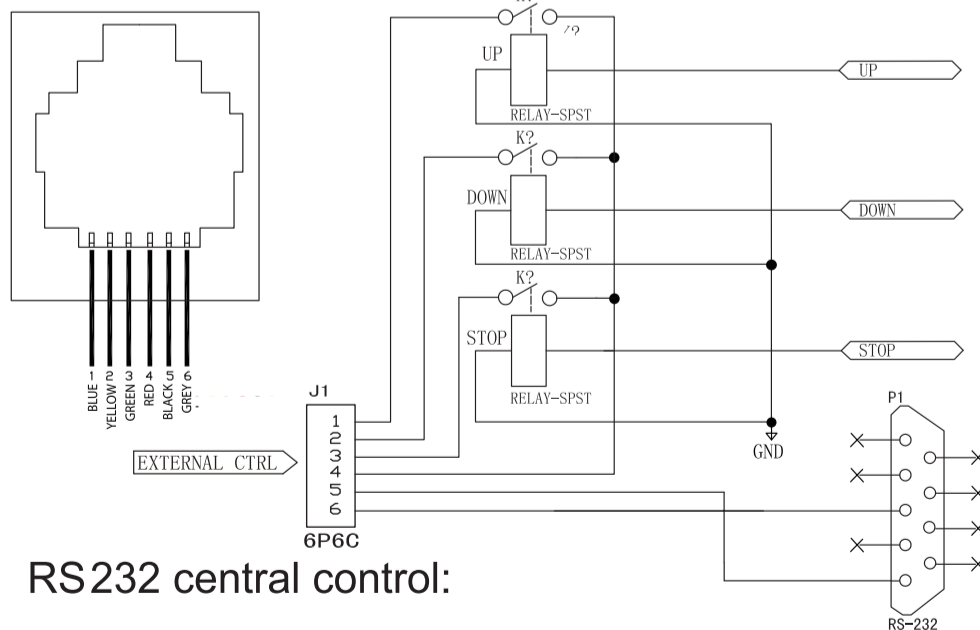 UP
UP
RELAY-SPST
K?
DOWN
DOWN
RELAY-SPST
K?
STOP
STOP
RELAY-SPST
GND
1 2 3 4 5 6
BLUE
YELLOW
GREEN
RED
BLACK
GREY
J1
1
2
3
4
5
6
6P6C
EXTERNAL CTRL
P1
RS-232
RS232 central control: